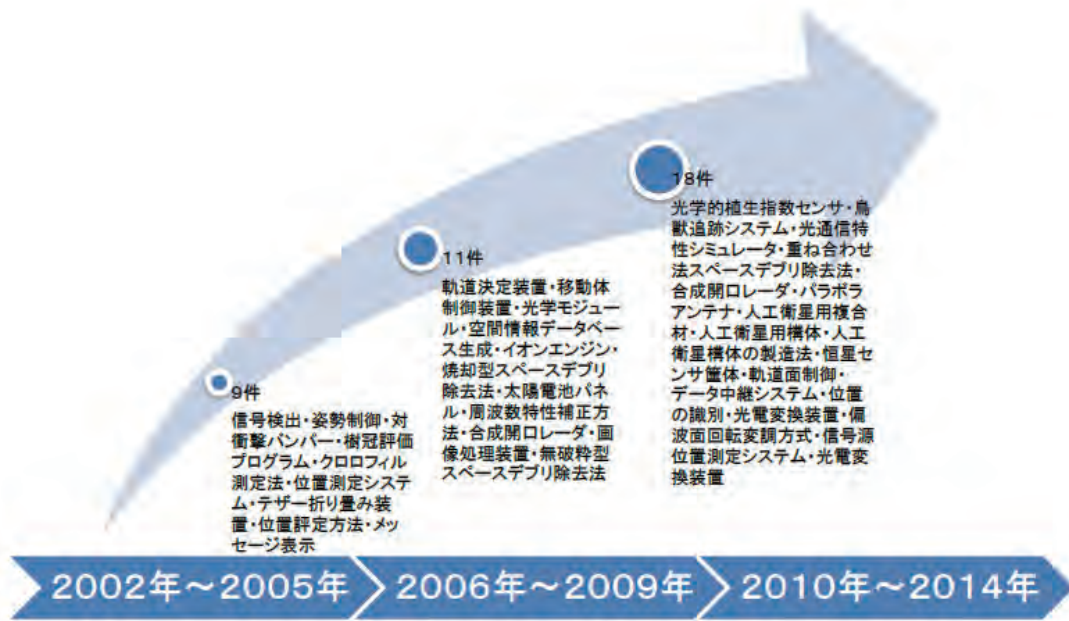 9件
信号検出・姿勢制御・対
衝撃バンパー・樹冠評価
プログラム・クロロフィル
測定法・位置測定システ
ム・テザー折り畳み装
置・位置評定方法・メッ
セージ表示
11件
軌道決定装置・移動体
制御装置・光学モジュー
ル・空間情報データベー
ス生成・イオンエンジン・
焼却型スペースデブリ
除去法・太陽電池パネ
ル・周波数特性補正方
法・合成開口レーダ・画
像処理装置・無破砕型
スペースデブリ除去法
18件
光学的植生指数センサ・鳥
獣追跡システム・光通信特
性シミュレータ・重ね合わせ
法スペースデブリ除去法・
合成開口レーダ・パラボラ
アンテナ・人工衛星用複合
材・人工衛星用構体・人工
衛星構体の製造法・恒星セ
ンサ筐体・軌道面制御・
データ中継システム・位置
の識別・光電変換装置・偏
波面回転変調方式・信号源
位置測定システム・光電変
換装置
2002年～2005年
2006年～2009年
2010年～2014年